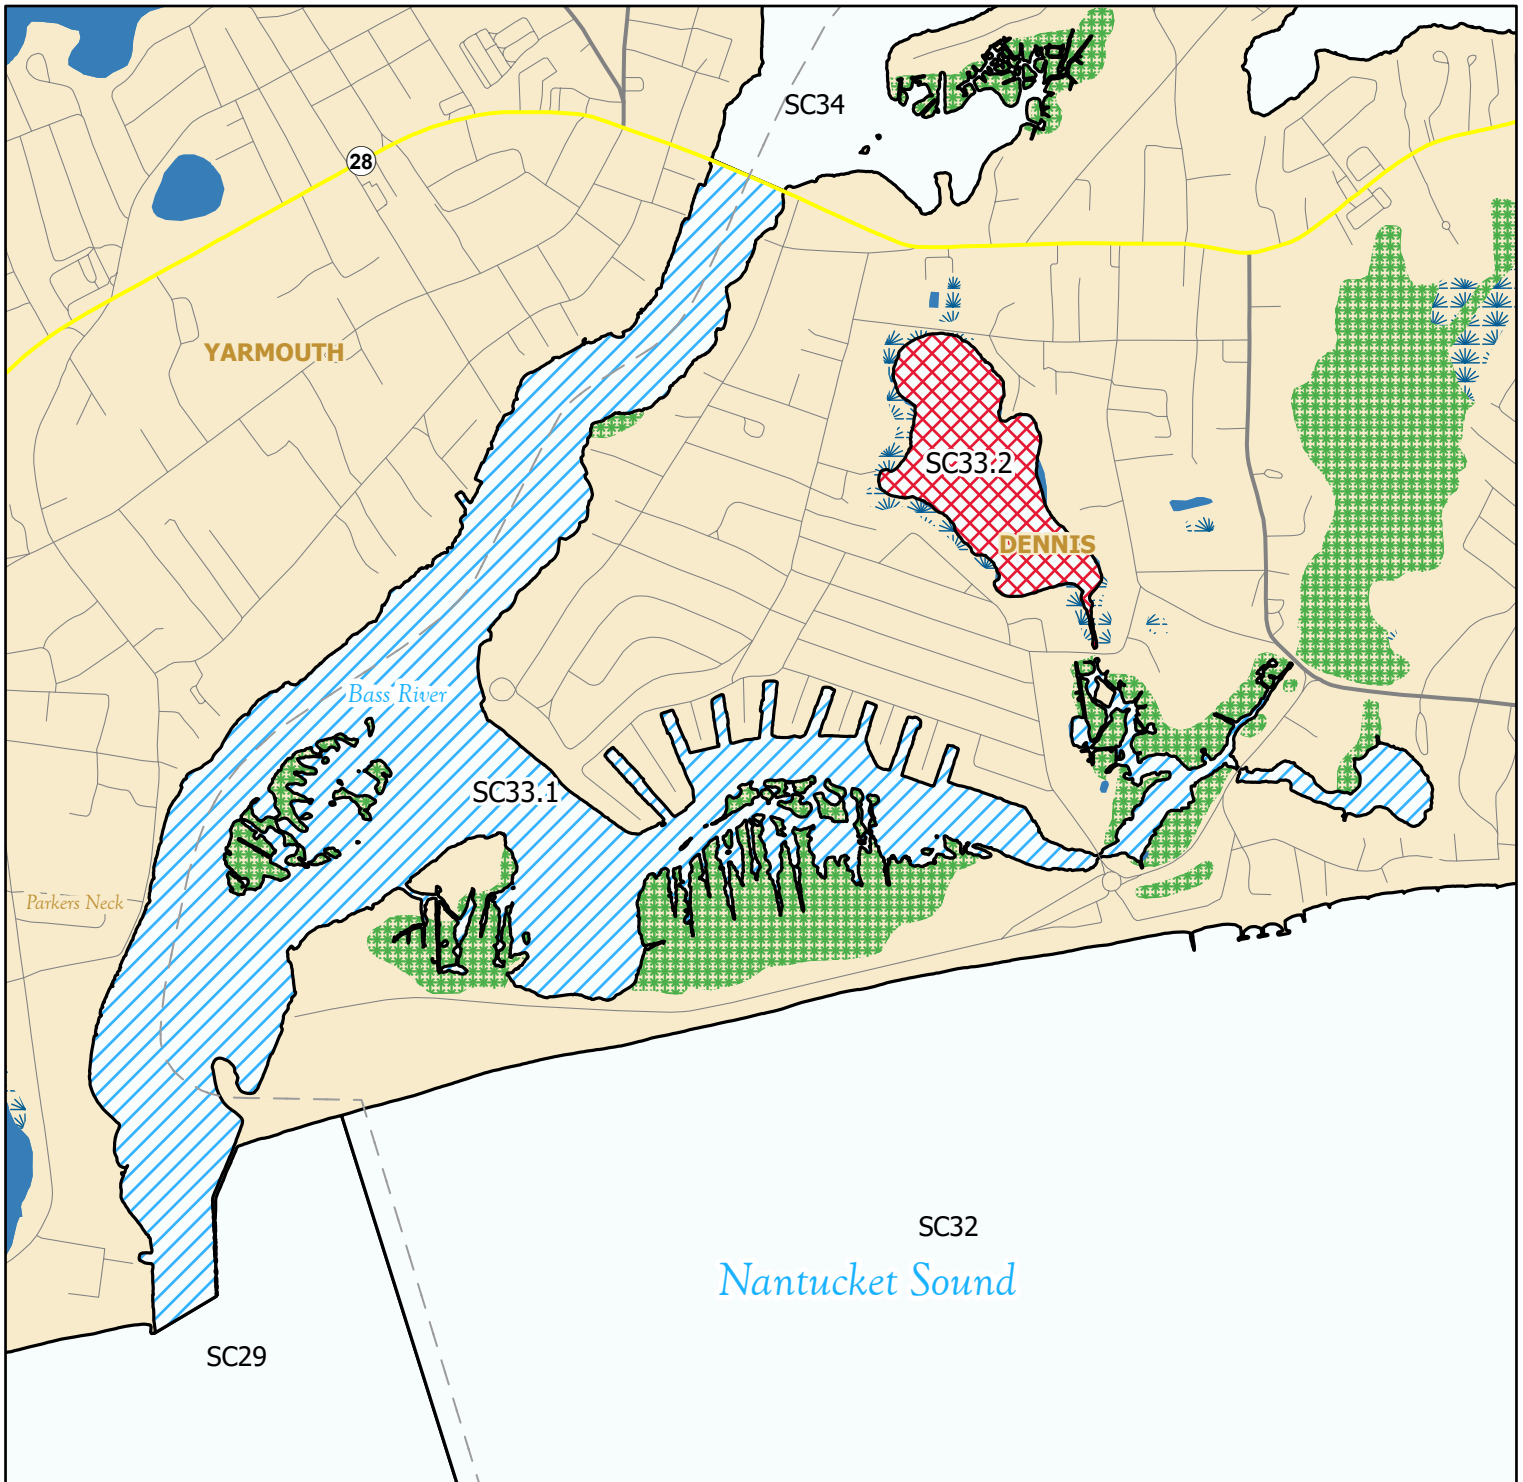 SC34
28
YARMOUTH
SC33.2
DENNIS
Bass River
SC33.1
Parkers Neck
SC32
Nantucket Sound
SC29